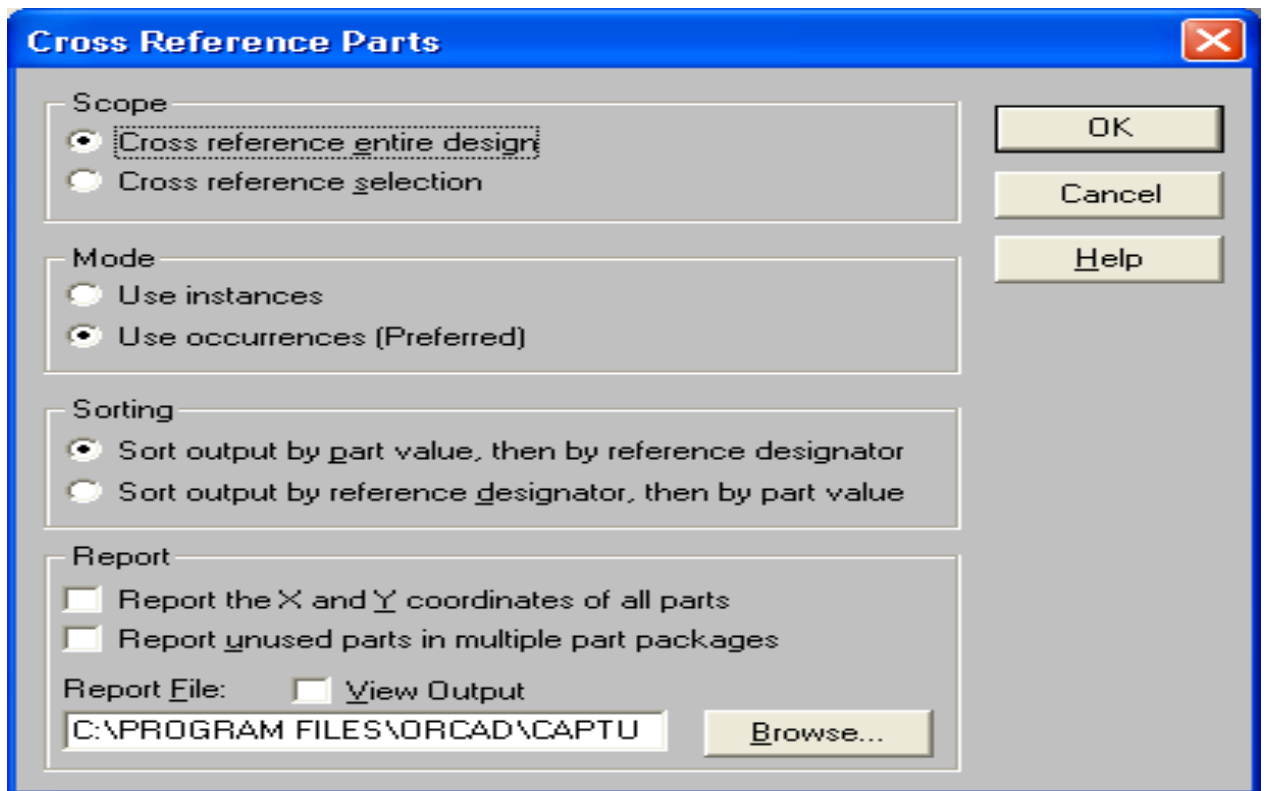 Cross Reference Parts
Scope
Cross reference entire design
Cross reference selection
OK
Cancel
Help
Mode
Use instances
Use occurrences (Preferred)
Sorting
Sort output by part value, then by reference designator
Sort output by reference designator, then by part value
Report
Report the X and Y coordinates of all parts
Report unused parts in multiple part packages
Report File:
View Output
C:\PROGRAM FILES\ORCAD\CAPTU
Browse...